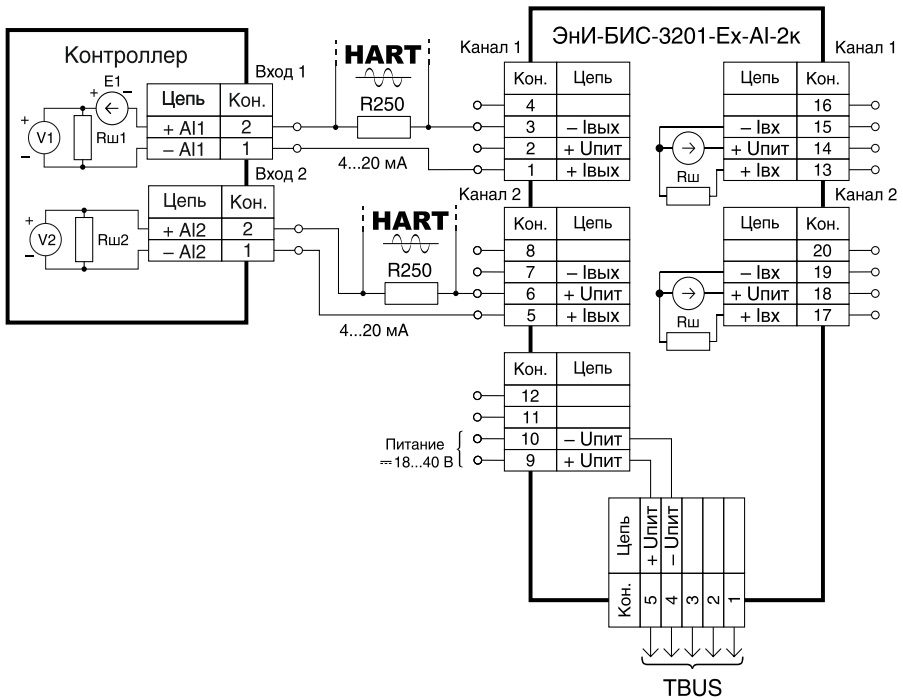 ЭнИ-БИС-3201-Ex-AI-2к
Контроллер
E1
+
V1
−
Rш1
+ −
Вход 1
Цепь Кон.
+ AI1 2
− AI1 1
Вход 2
Цепь Кон.
+ AI2 2
− AI2 1
+
V2
−
Rш2
HART
R250
4...20 мА
HART
R250
4...20 мА
Канал 1
Кон. Цепь
4
3 − Iвых
2 + Uпит
1 + Iвых
Канал 2
8
7 − Iвых
6 + Uпит
5 + Iвых
Кон. Цепь
12
11
10 − Uпит
9 + Uпит
Питание
⎓18...40 В
Канал 1
Цепь Кон.
16
− Iвх 15
+ Uпит 14
+ Iвх 13
Rш
Канал 2
Цепь Кон.
20
− Iвх 19
+ Uпит 18
+ Iвх 17
Rш
Кон. Цепь
Цепь + Uпит − Uпит
Кон. 5 4 3 2 1
TBUS